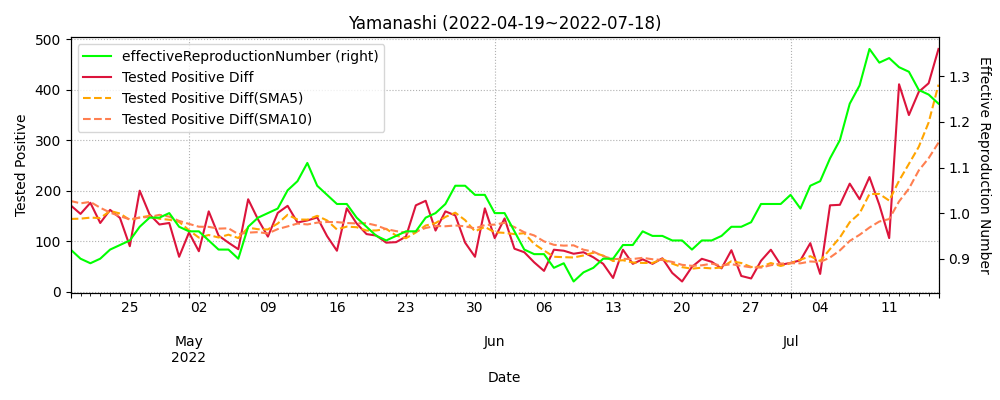 Yamanashi (2022-04-19~2022-07-18)
effectiveReproductionNumber (right)
Tested Positive Diff
Tested Positive Diff(SMA5)
Tested Positive Diff(SMA10)
Tested Positive
500
400
300
200
100
0
1.3
1.2
1.1
1.0
0.9
Effective Reproduction Number
25 02 09 16 23 30 06 13 20 27 04 11
May Jun Jul
2022
Date